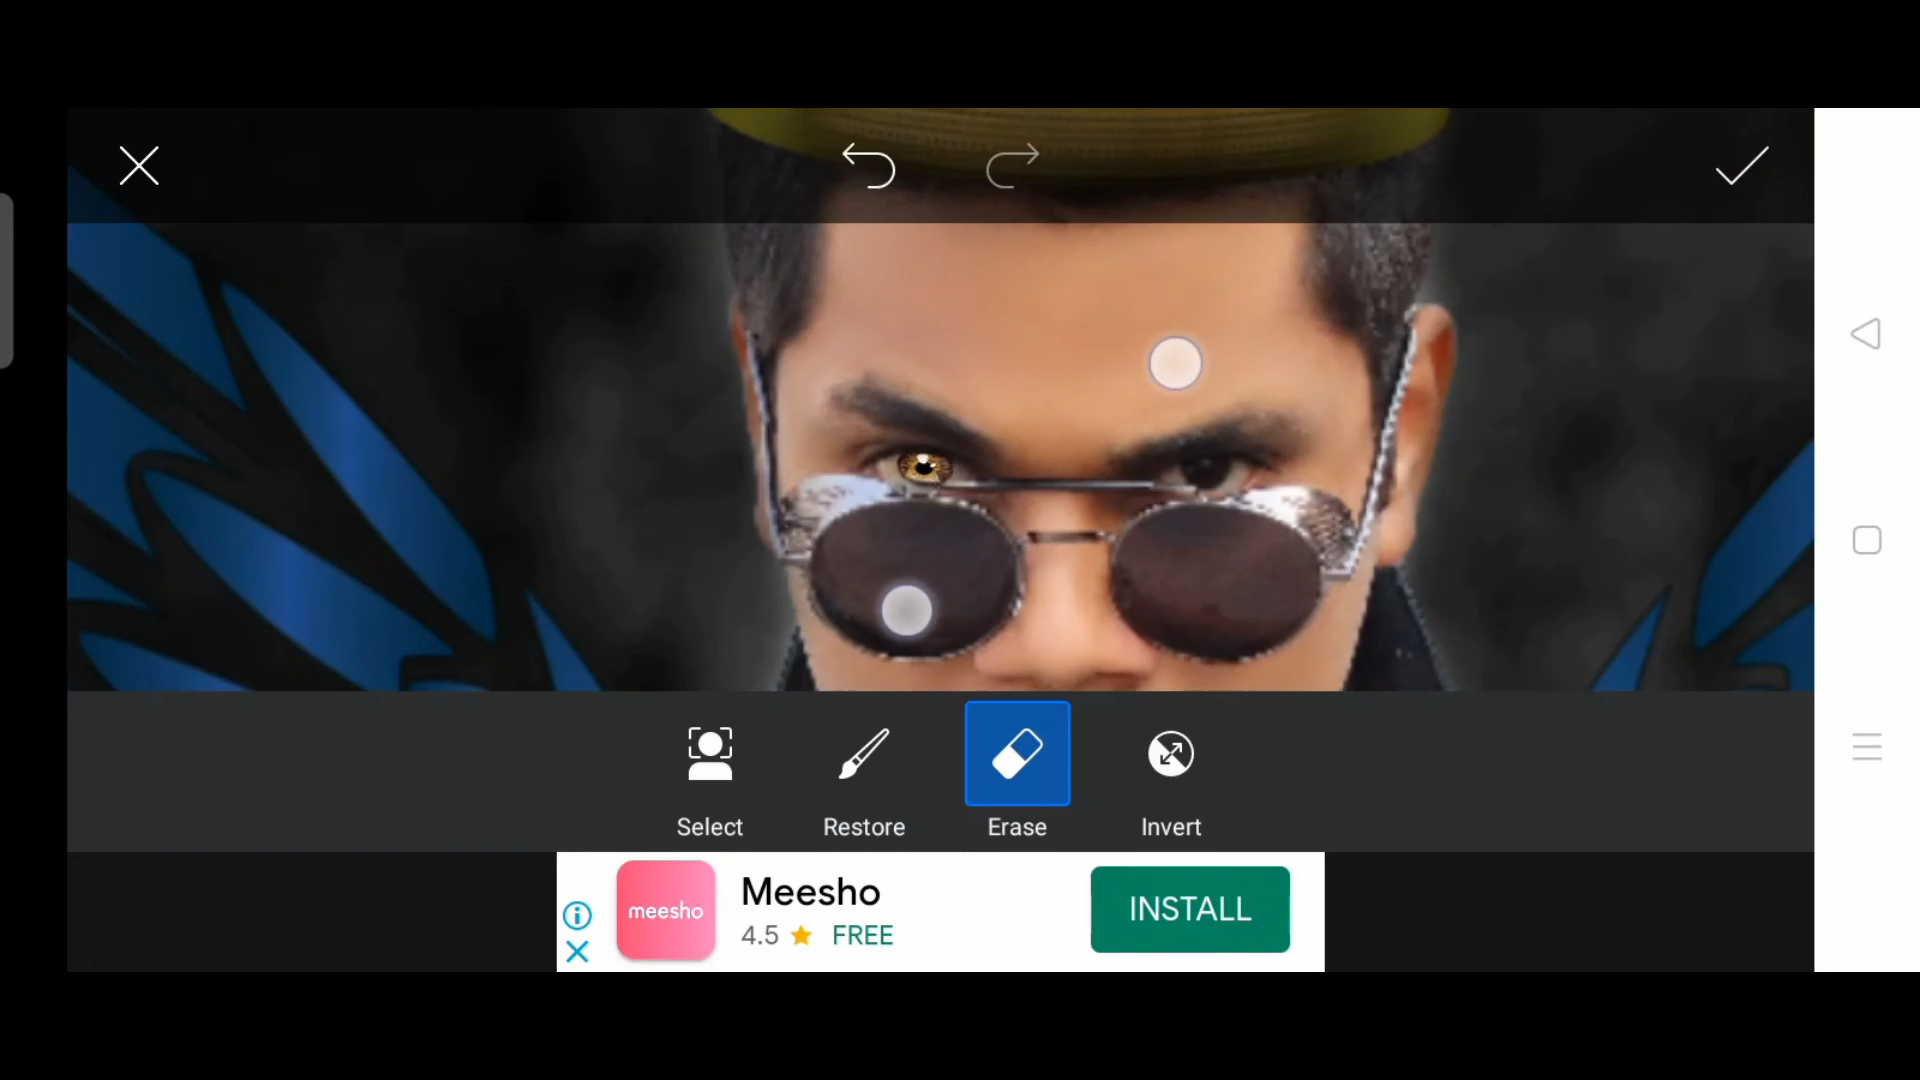 Select
Restore
Erase
Invert
meesho
Meesho
4.5 FREE
INSTALL